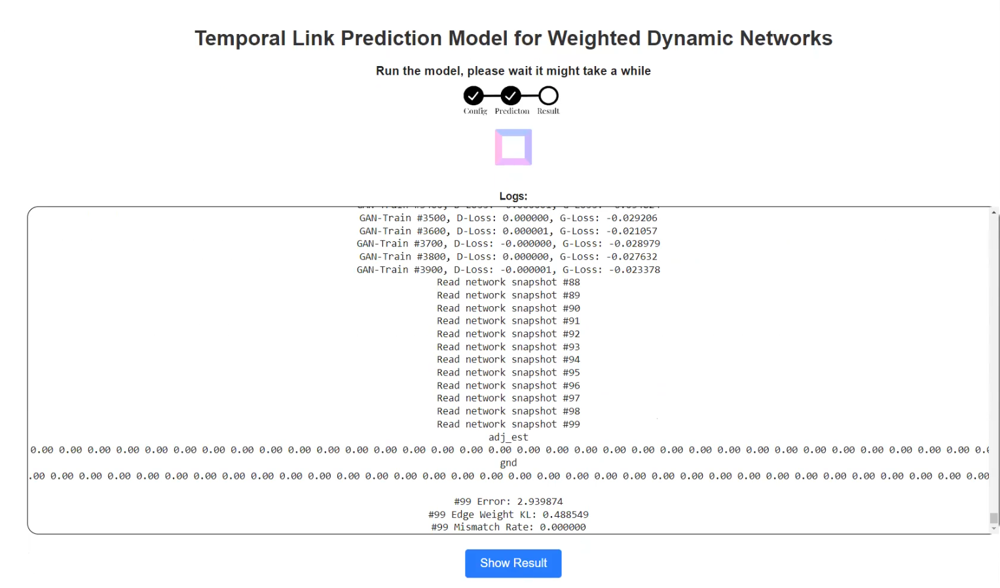 Temporal Link Prediction Model for Weighted Dynamic Networks
Run the model, please wait it might take a while
Config Predicton Result
Logs:
GAN-Train #3500, D-Loss: 0.000000, G-Loss: -0.029206
GAN-Train #3600, D-Loss: 0.000001, G-Loss: -0.021057
GAN-Train #3700, D-Loss: -0.000000, G-Loss: -0.028979
GAN-Train #3800, D-Loss: 0.000000, G-Loss: -0.027632
GAN-Train #3900, D-Loss: -0.000001, G-Loss: -0.023378
Read network snapshot #88
Read network snapshot #89
Read network snapshot #90
Read network snapshot #91
Read network snapshot #92
Read network snapshot #93
Read network snapshot #94
Read network snapshot #95
Read network snapshot #96
Read network snapshot #97
Read network snapshot #98
Read network snapshot #99
adj_est
0.00 0.00 0.00 0.00 0.00 0.00 0.00 0.00 0.00 0.00 0.00 0.00 0.00 0.00 0.00 0.00 0.00 0.00 0.00 0.00 0.00 0.00 0.00 0.00 0.00 0.00 0.00 0.00 0.00 0.00 0.00 0.00 0.00 0.0
gnd
.00 0.00 0.00 0.00 0.00 0.00 0.00 0.00 0.00 0.00 0.00 0.00 0.00 0.00 0.00 0.00 0.00 0.00 0.00 0.00 0.00 0.00 0.00 0.00 0.00 0.00 0.00 0.00 0.00 0.00 0.00 0.00 0.00 0.00
#99 Error: 2.939874
#99 Edge Weight KL: 0.488549
#99 Mismatch Rate: 0.000000
Show Result